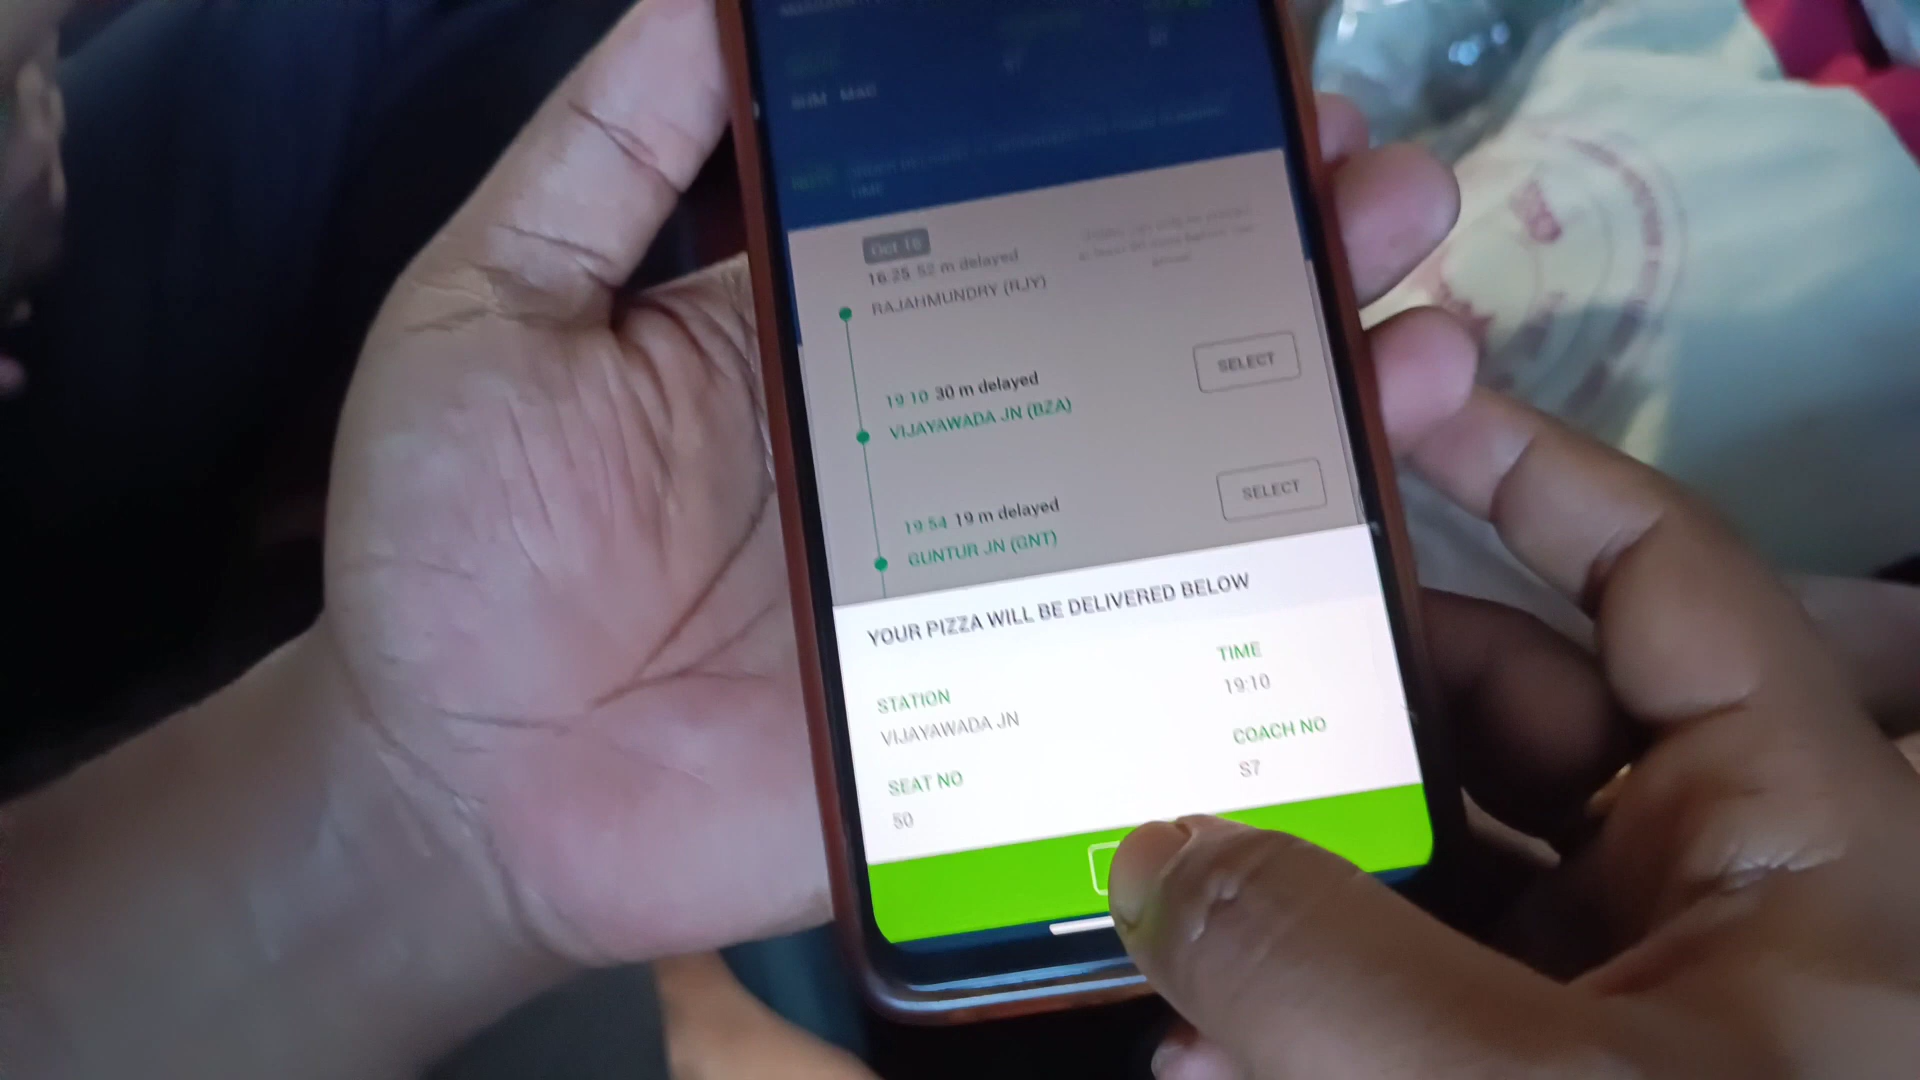 Oct 16
16:25 52 m delayed
RAJAHMUNDRY (RJY)
SELECT
19:10 30 m delayed
VIJAYAWADA JN (BZA)
SELECT
19:54 19 m delayed
GUNTUR JN (GNT)
YOUR PIZZA WILL BE DELIVERED BELOW
STATION
TIME
VIJAYAWADA JN
19:10
SEAT NO
COACH NO
50
S7